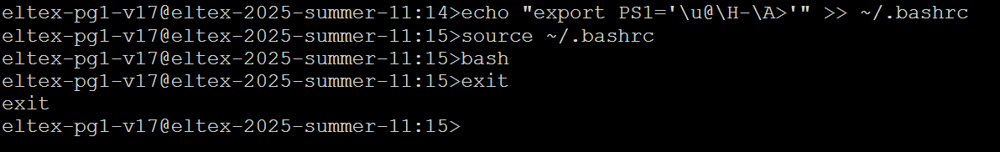 eltex-pg1-v17@eltex-2025-summer-11:14>echo "export PS1='\u@\H-\A>'" >> ~/.bashrc
eltex-pg1-v17@eltex-2025-summer-11:15>source ~/.bashrc
eltex-pg1-v17@eltex-2025-summer-11:15>bash
eltex-pg1-v17@eltex-2025-summer-11:15>exit
exit
eltex-pg1-v17@eltex-2025-summer-11:15>